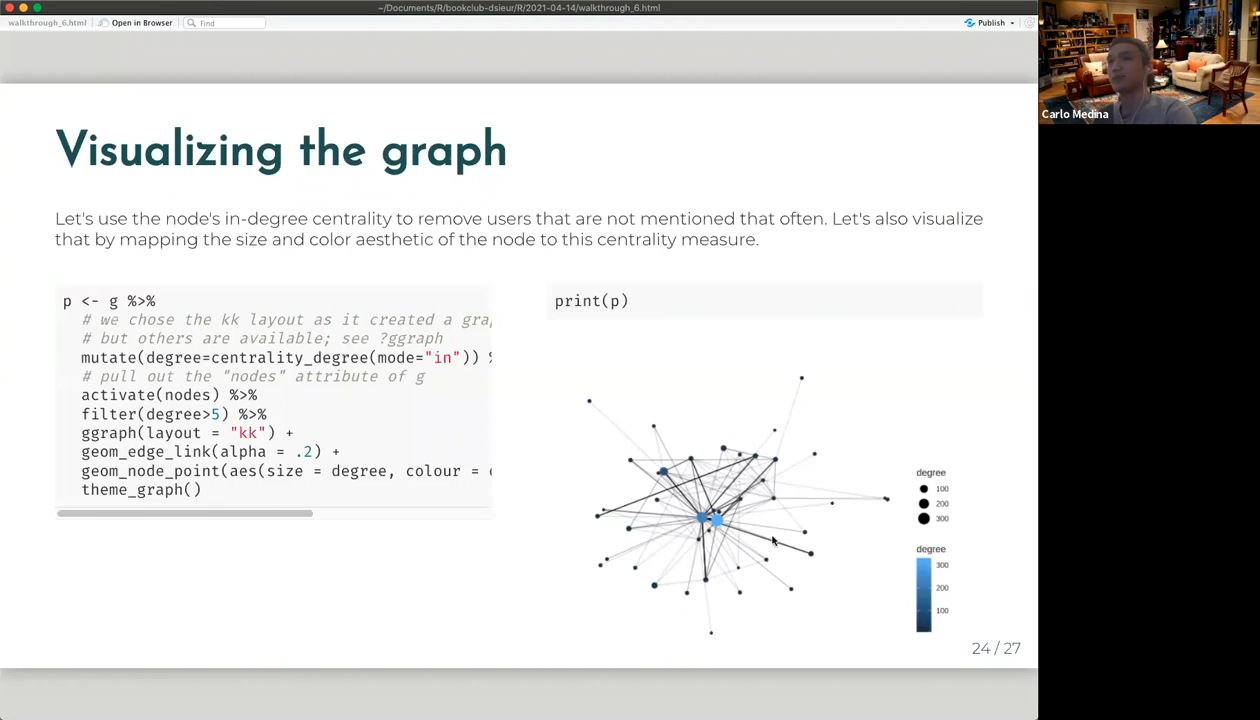 ~/Documents/R/bookclub-dsieur/R/2021-04-14/walkthrough_6.html
walkthrough_6.html
Open in Browser
Find
Publish
Carlo Medina
Visualizing the graph
Let's use the node's in-degree centrality to remove users that are not mentioned that often. Let's also visualize
that by mapping the size and color aesthetic of the node to this centrality measure.
p <- g %>%
# we chose the kk layout as it created a gra
# but others are available; see ?ggraph
mutate(degree=centrality_degree(mode="in"))
# pull out the "nodes" attribute of g
activate(nodes) %>%
filter(degree>5) %>%
ggraph(layout = "kk") +
geom_edge_link(alpha = .2) +
geom_node_point(aes(size = degree, colour =
theme_graph()
print(p)
degree
100
200
300
degree
300
200
100
24 / 27